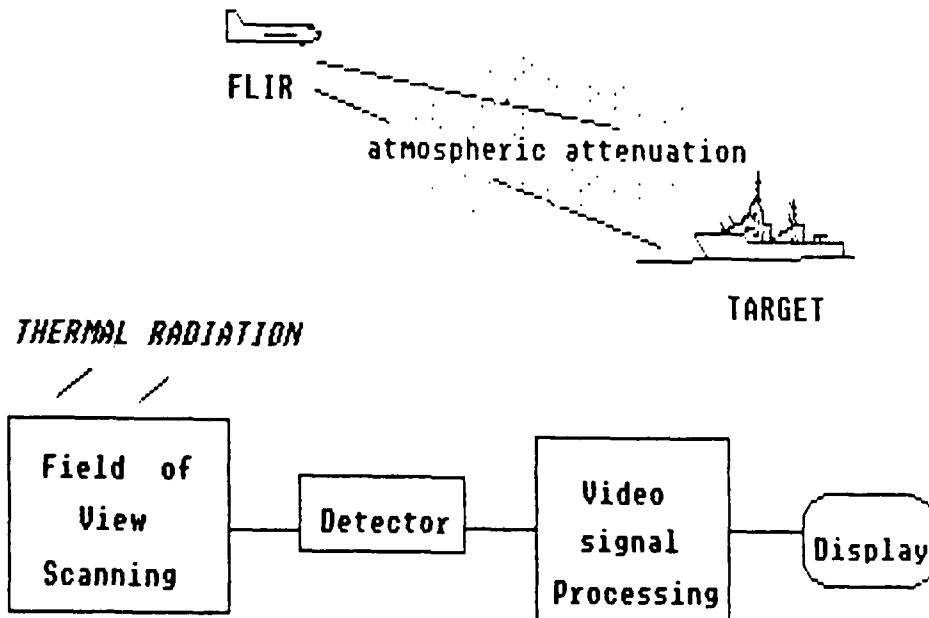 FLIR
atmospheric attenuation
TARGET
THERMAL RADIATION
Field of
View
Scanning
Detector
Video
signal
Processing
Display